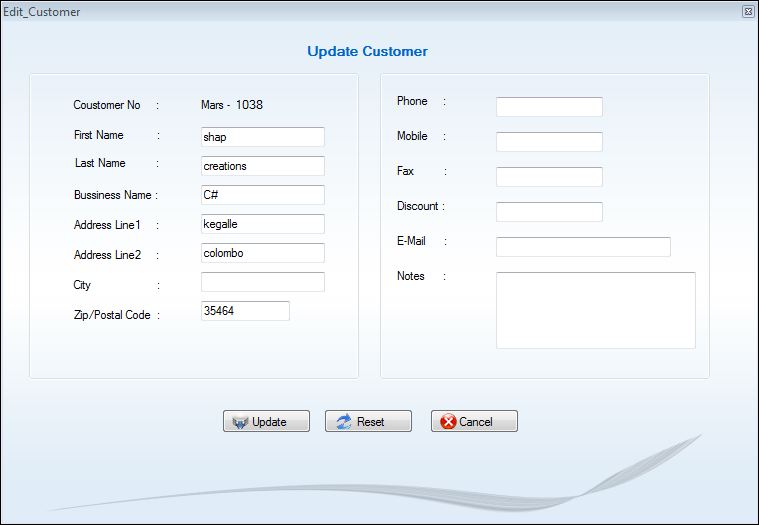 Edit_Customer
Update Customer
Coustomer No : Mars - 1038
First Name : shap
Last Name : creations
Bussiness Name : C#
Address Line1 : kegalle
Address Line2 : colombo
City :
Zip/Postal Code : 35464
Phone :
Mobile :
Fax :
Discount :
E-Mail :
Notes :
Update Reset Cancel